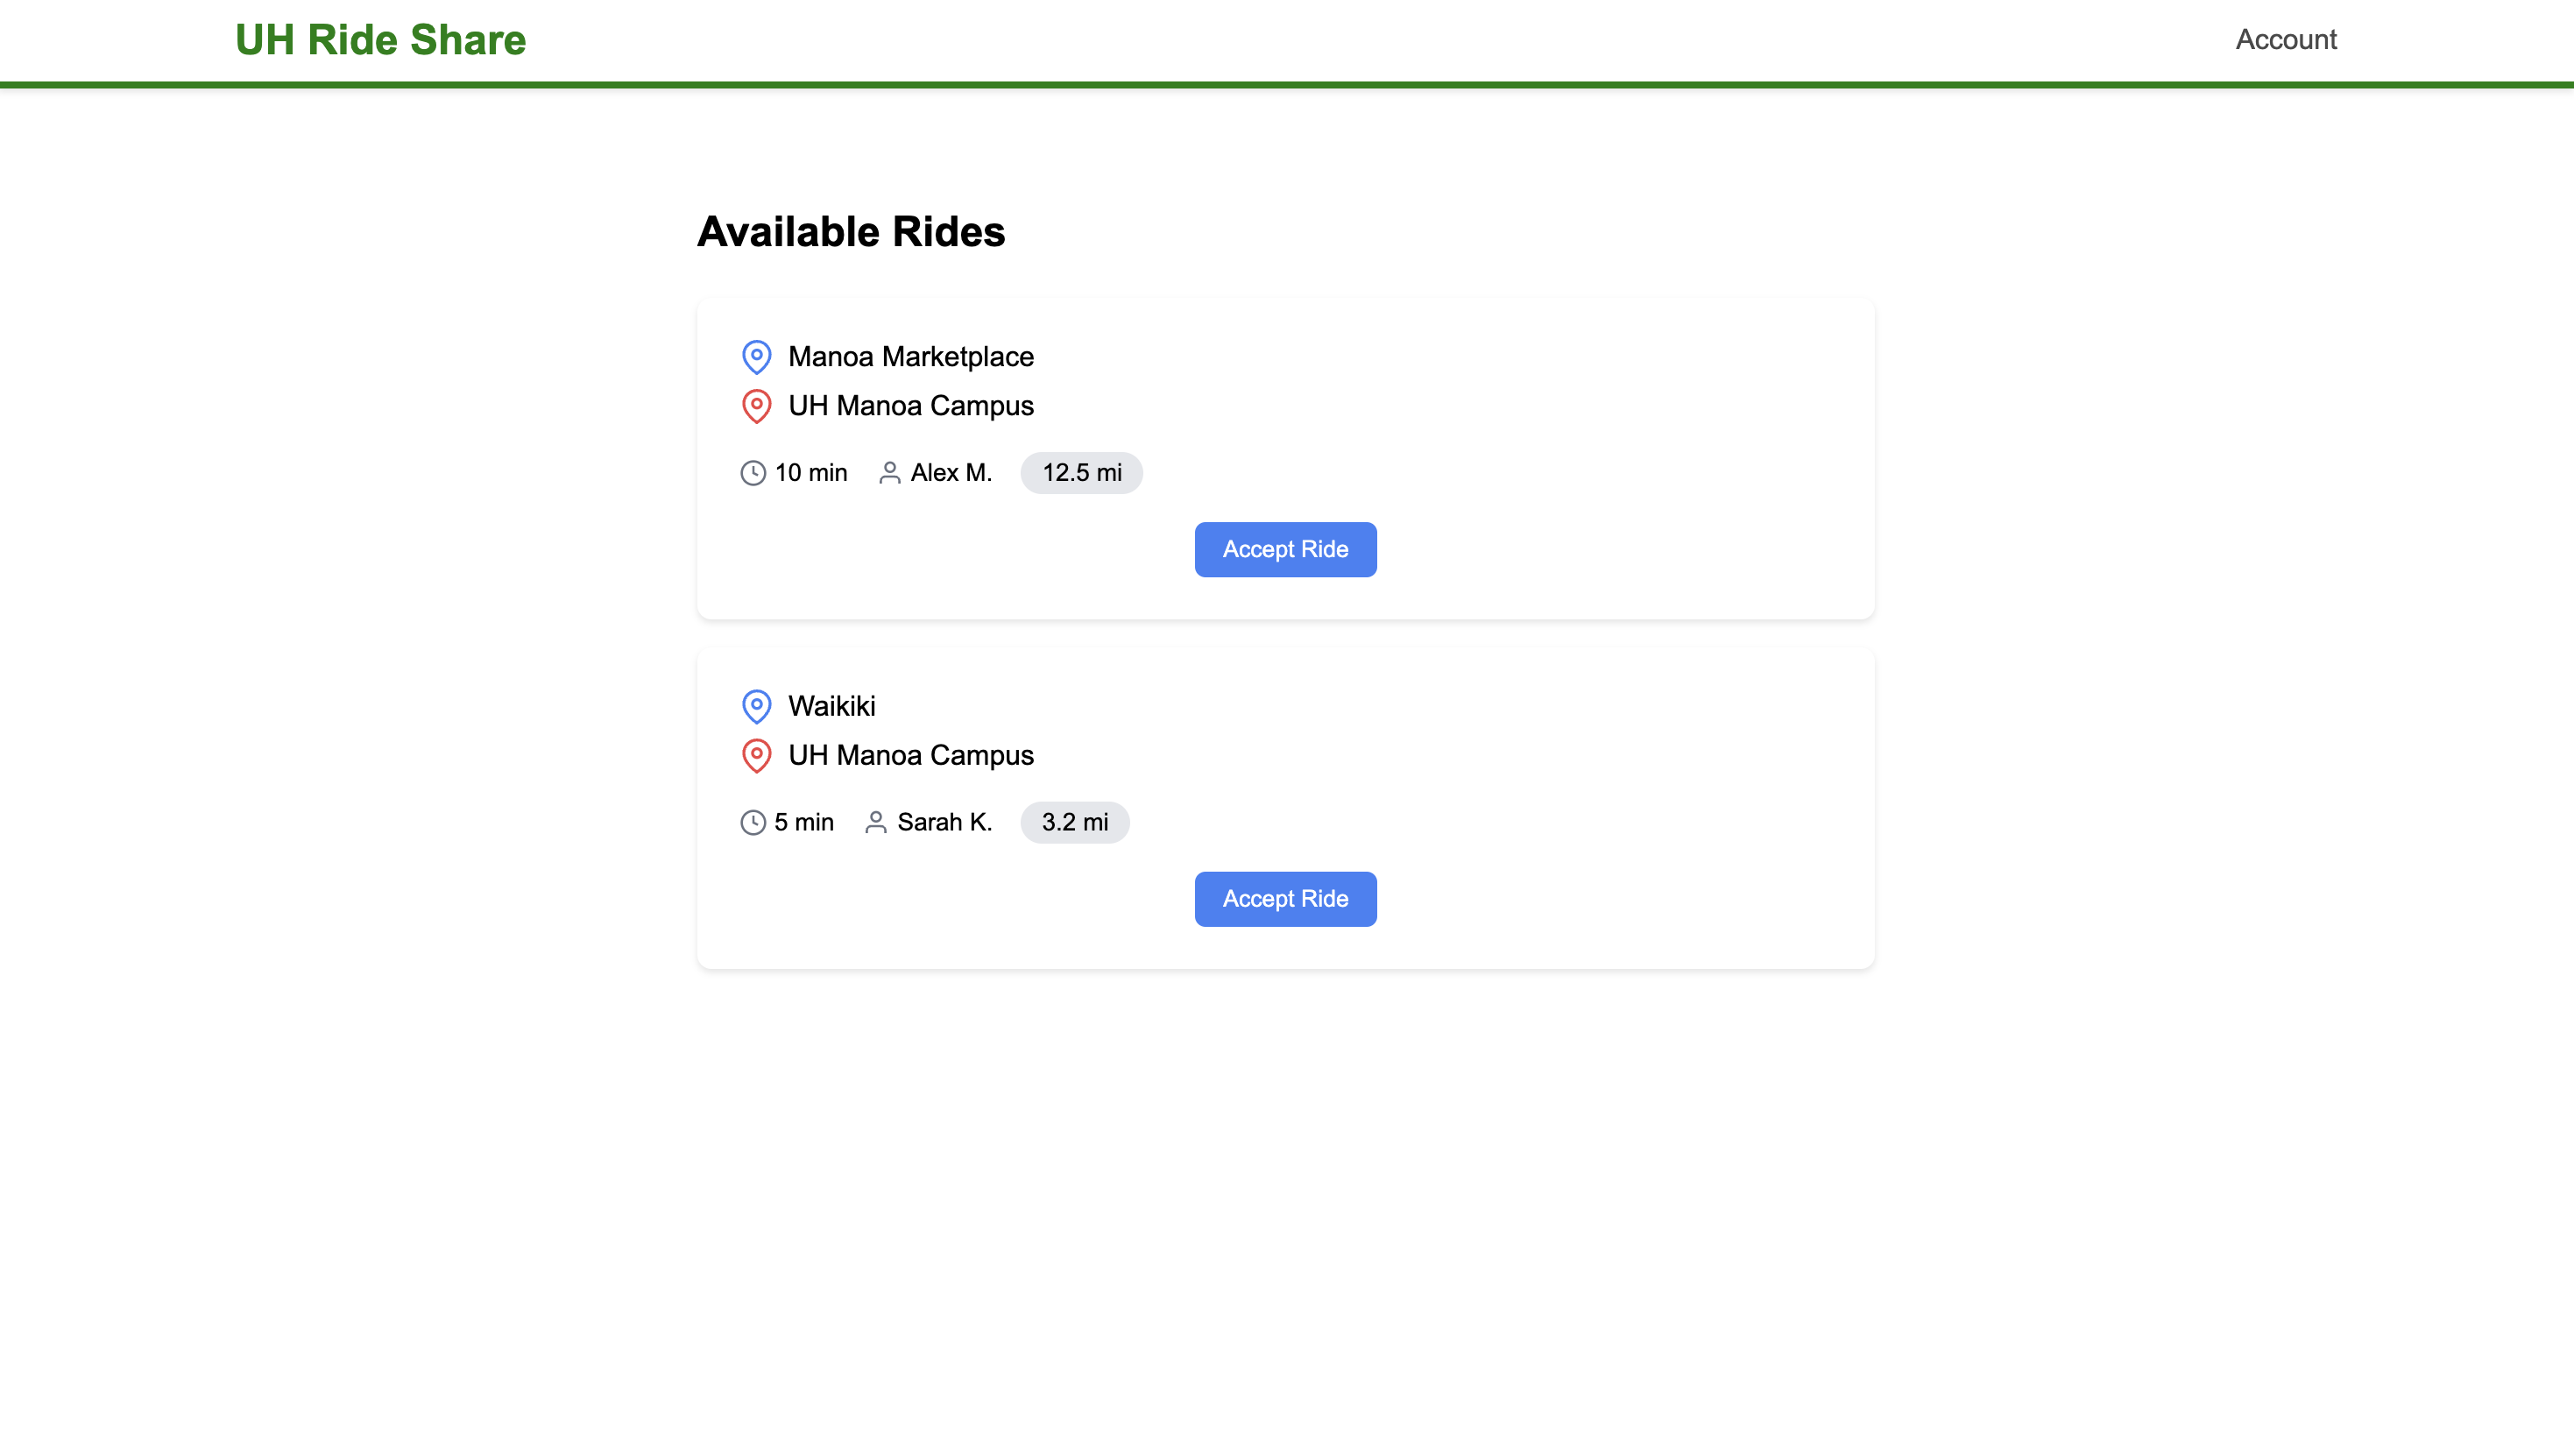 UH Ride Share
Account
Available Rides
Manoa Marketplace
UH Manoa Campus
10 min Alex M. 12.5 mi
Accept Ride
Waikiki
UH Manoa Campus
5 min Sarah K. 3.2 mi
Accept Ride